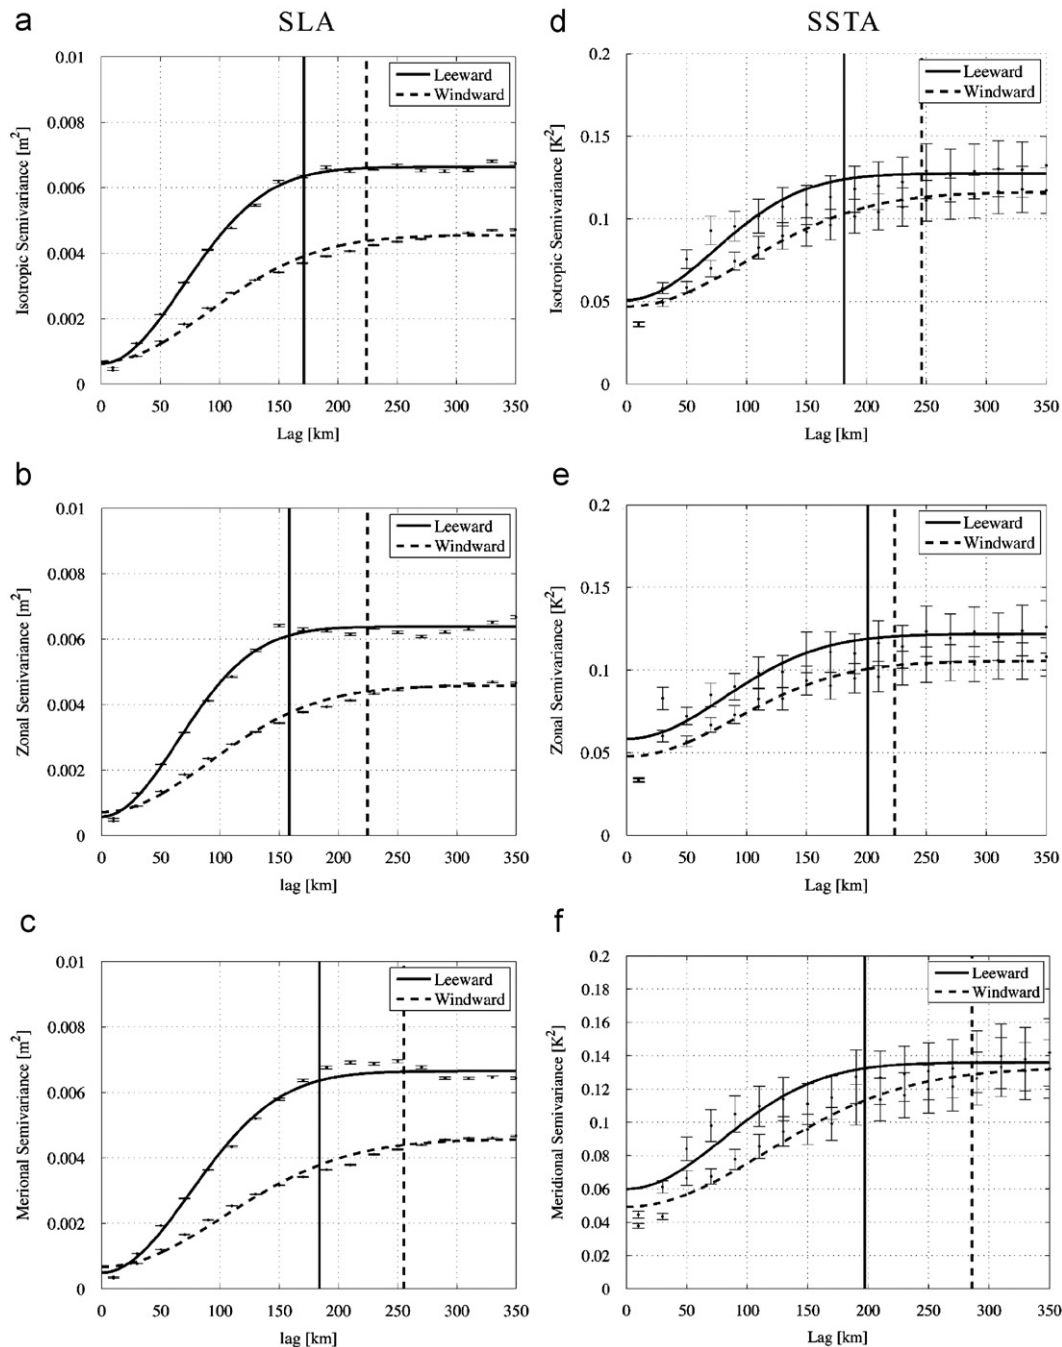 a
SLA
0.01
0.008
0.006
0.004
0.002
0
Isotropic Semivariance [m²]
Leeward
Windward
0 50 100 150 200 250 300 350
Lag [km]
d
SSTA
0.2
0.15
0.1
0.05
0
Isotropic Semivariance [K²]
Leeward
Windward
0 50 100 150 200 250 300 350
Lag [km]
b
0.01
0.008
0.006
0.004
0.002
0
Zonal Semivariance [m²]
Leeward
Windward
0 50 100 150 200 250 300 350
lag [km]
e
0.2
0.15
0.1
0.05
0
Zonal Semivariance [K²]
Leeward
Windward
0 50 100 150 200 250 300 350
Lag [km]
c
0.01
0.008
0.006
0.004
0.002
0
Merional Semivariance [m²]
Leeward
Windward
0 50 100 150 200 250 300 350
lag [km]
f
0.2
0.18
0.16
0.14
0.12
0.1
0.08
0.06
0.04
0.02
0
Meridional Semivariance [K²]
Leeward
Windward
0 50 100 150 200 250 300 350
Lag [km]